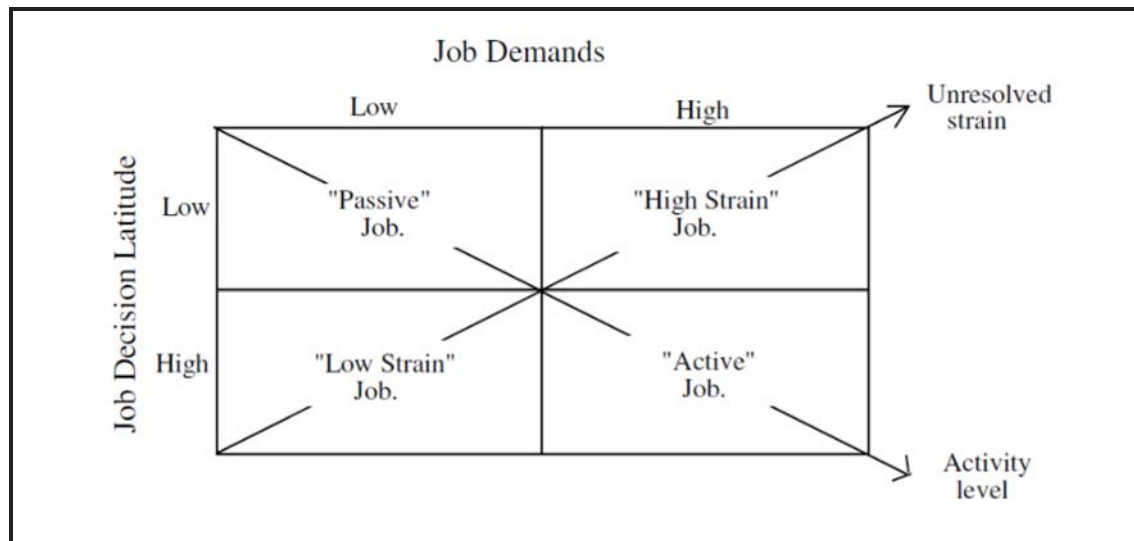 Job Demands
Low
High
Unresolved
strain
Job Decision Latitude
Low
"Passive"
Job.
"High Strain"
Job.
High
"Low Strain"
Job.
"Active"
Job.
Activity
level